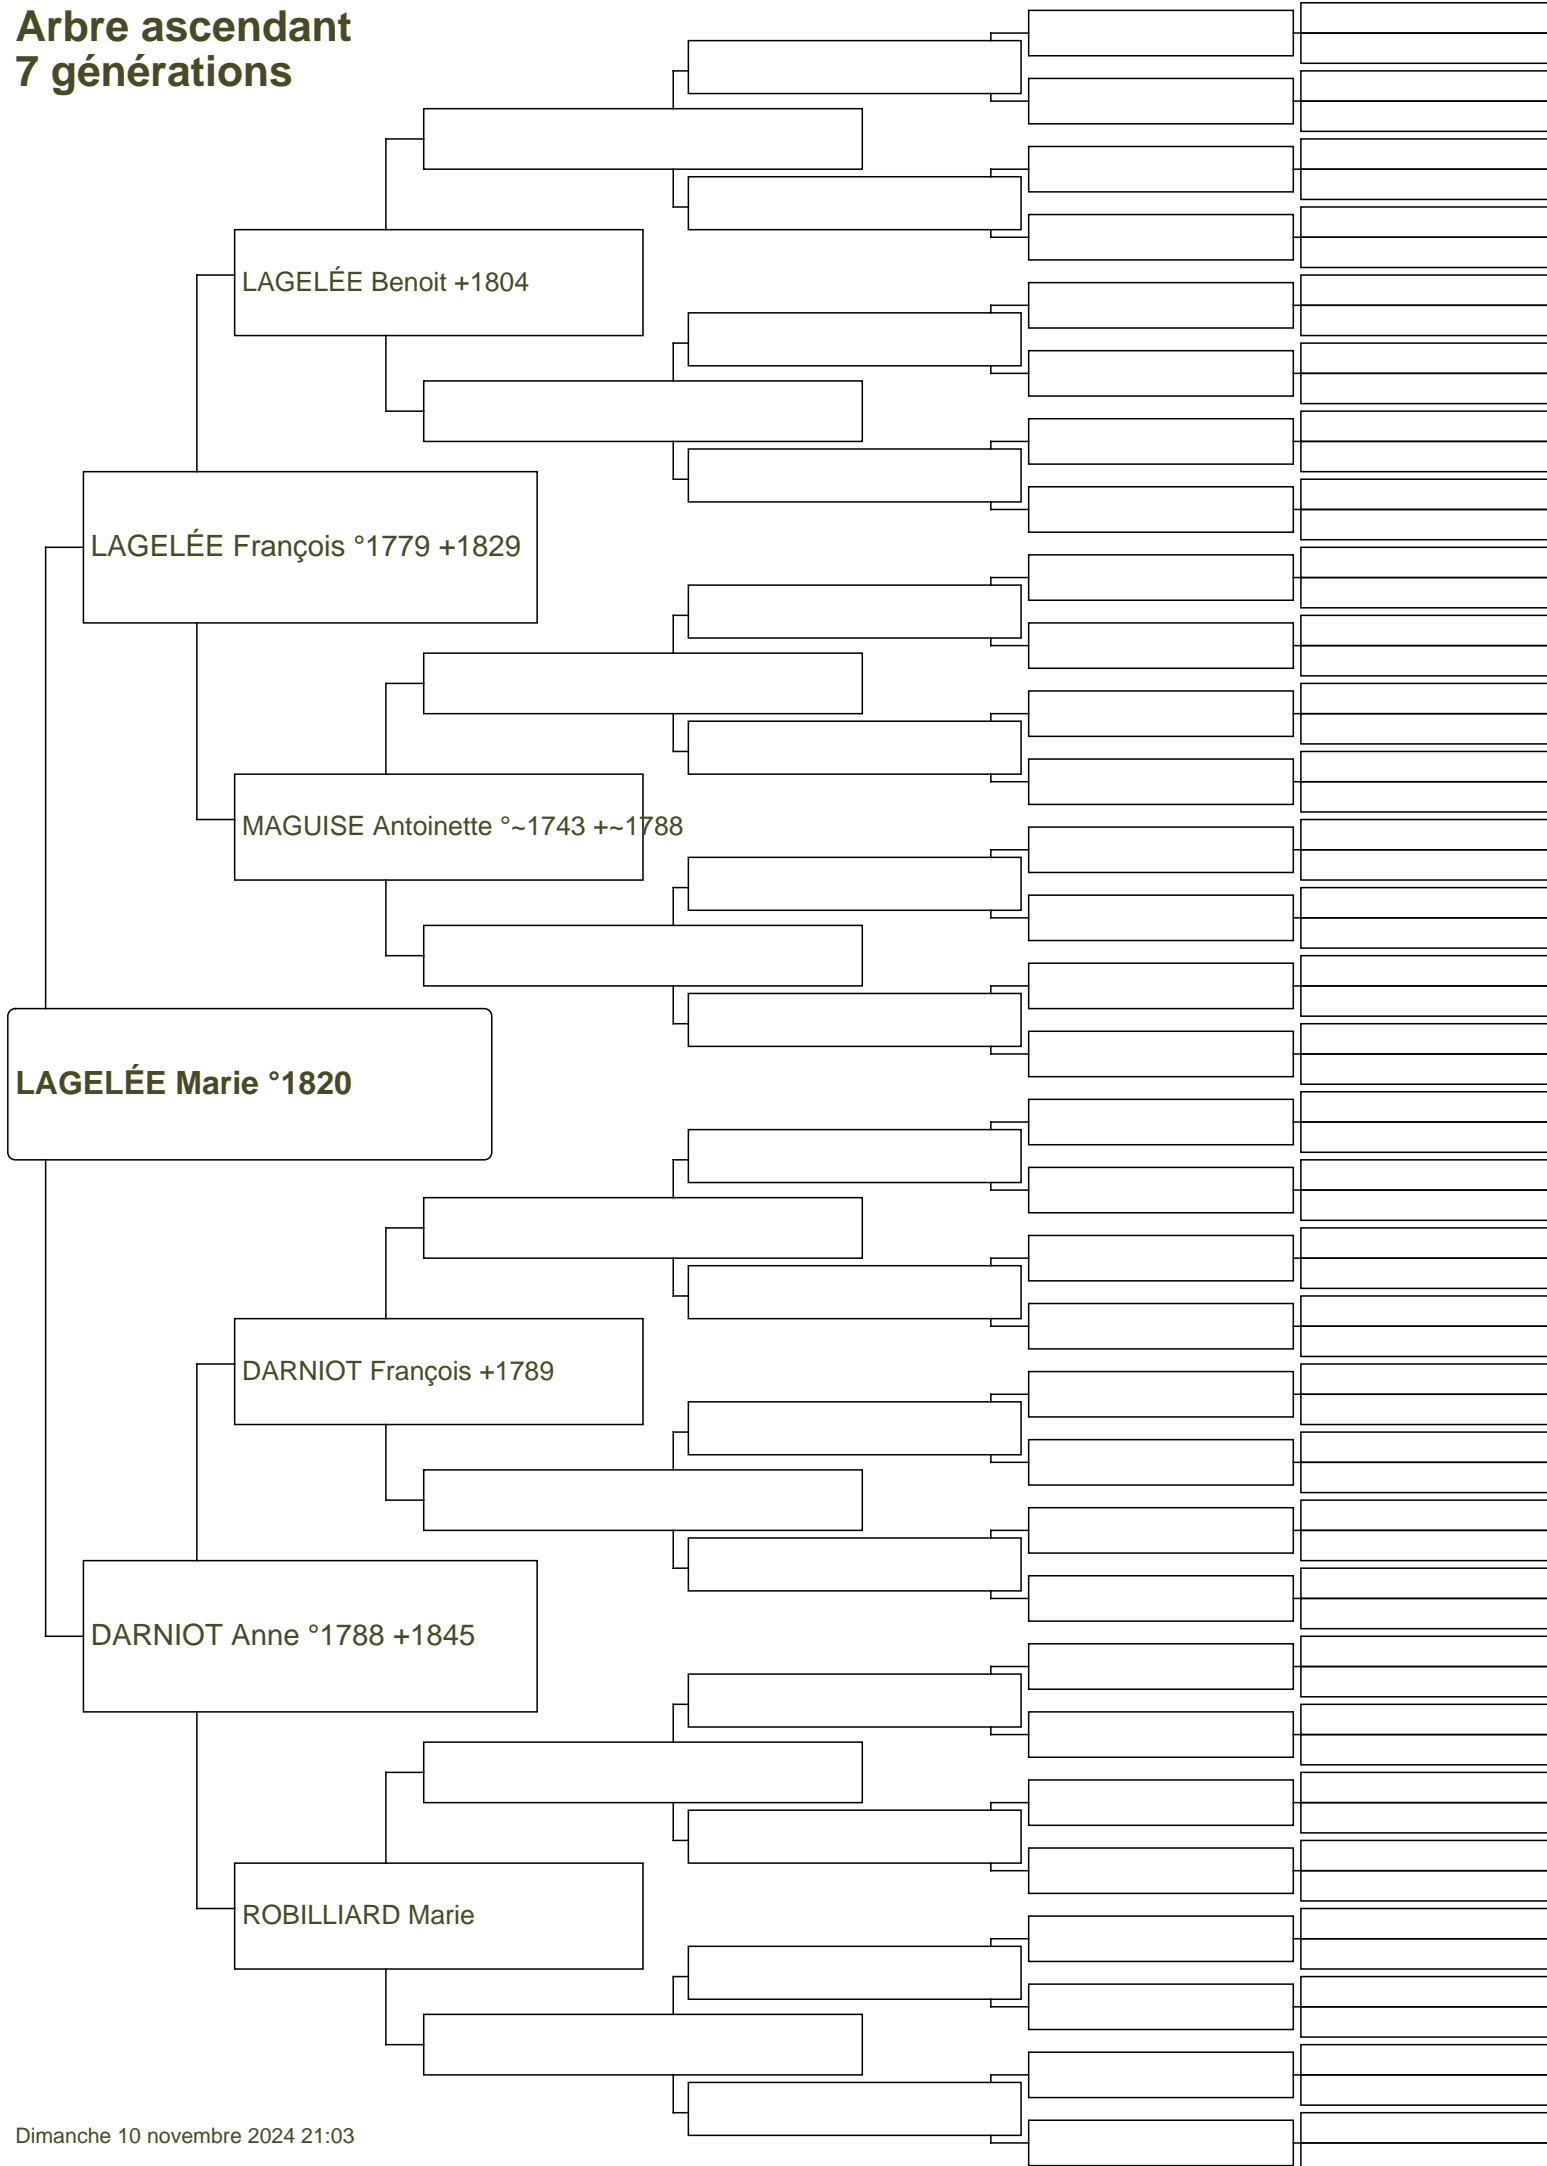 Arbre ascendant
7 générations
LAGELÉE Benoit +1804
LAGELÉE François °1779 +1829
MAGUISE Antoinette °~1743 +~1788
LAGELÉE Marie °1820
DARNIOT François +1789
DARNIOT Anne °1788 +1845
ROBILLIARD Marie
Dimanche 10 novembre 2024 21:03